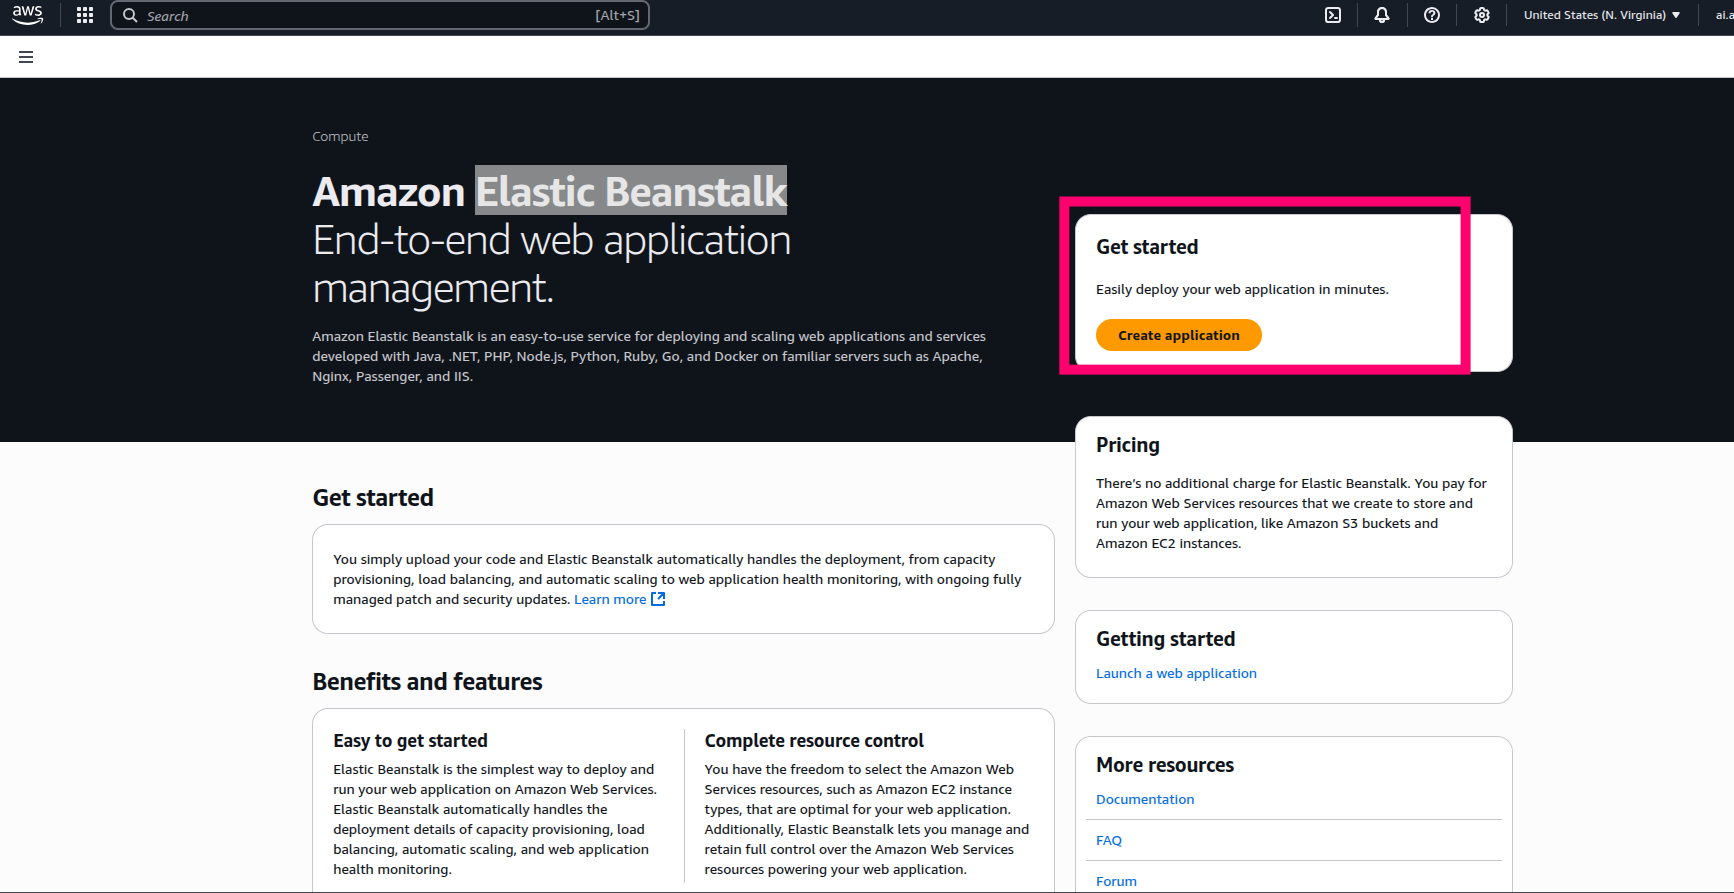 aws
Search
[Alt+S]
United States (N. Virginia)
Compute
Amazon Elastic Beanstalk
End-to-end web application
management.
Amazon Elastic Beanstalk is an easy-to-use service for deploying and scaling web applications and services
developed with Java, .NET, PHP, Node.js, Python, Ruby, Go, and Docker on familiar servers such as Apache,
Nginx, Passenger, and IIS.
Get started
Easily deploy your web application in minutes.
Create application
Pricing
There's no additional charge for Elastic Beanstalk. You pay for
Amazon Web Services resources that we create to store and
run your web application, like Amazon S3 buckets and
Amazon EC2 instances.
Get started
You simply upload your code and Elastic Beanstalk automatically handles the deployment, from capacity
provisioning, load balancing, and automatic scaling to web application health monitoring, with ongoing fully
managed patch and security updates. Learn more
Getting started
Launch a web application
Benefits and features
Easy to get started
Elastic Beanstalk is the simplest way to deploy and
run your web application on Amazon Web Services.
Elastic Beanstalk automatically handles the
deployment details of capacity provisioning, load
balancing, automatic scaling, and web application
health monitoring.
Complete resource control
You have the freedom to select the Amazon Web
Services resources, such as Amazon EC2 instance
types, that are optimal for your web application.
Additionally, Elastic Beanstalk lets you manage and
retain full control over the Amazon Web Services
resources powering your web application.
More resources
Documentation
FAQ
Forum